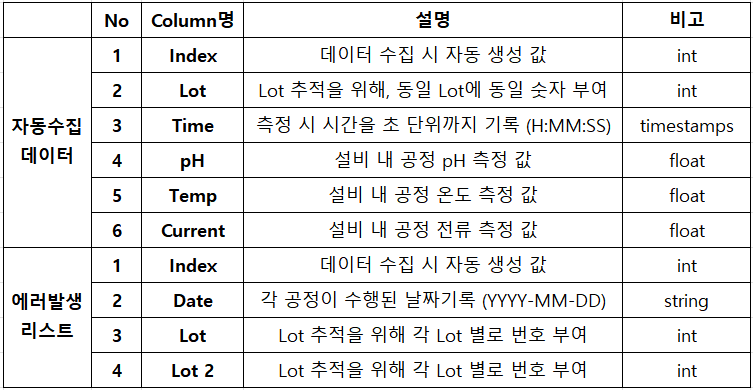 No Column명 설명 비고
자동수집
데이터
1 Index 데이터 수집 시 자동 생성 값 int
2 Lot Lot 추적을 위해, 동일 Lot에 동일 숫자 부여 int
3 Time 측정 시 시간을 초 단위까지 기록 (H:MM:SS) timestamps
4 pH 설비 내 공정 pH 측정 값 float
5 Temp 설비 내 공정 온도 측정 값 float
6 Current 설비 내 공정 전류 측정 값 float
에러발생
리스트
1 Index 데이터 수집 시 자동 생성 값 int
2 Date 각 공정이 수행된 날짜기록 (YYYY-MM-DD) string
3 Lot Lot 추적을 위해 각 Lot 별로 번호 부여 int
4 Lot 2 Lot 추적을 위해 각 Lot 별로 번호 부여 int